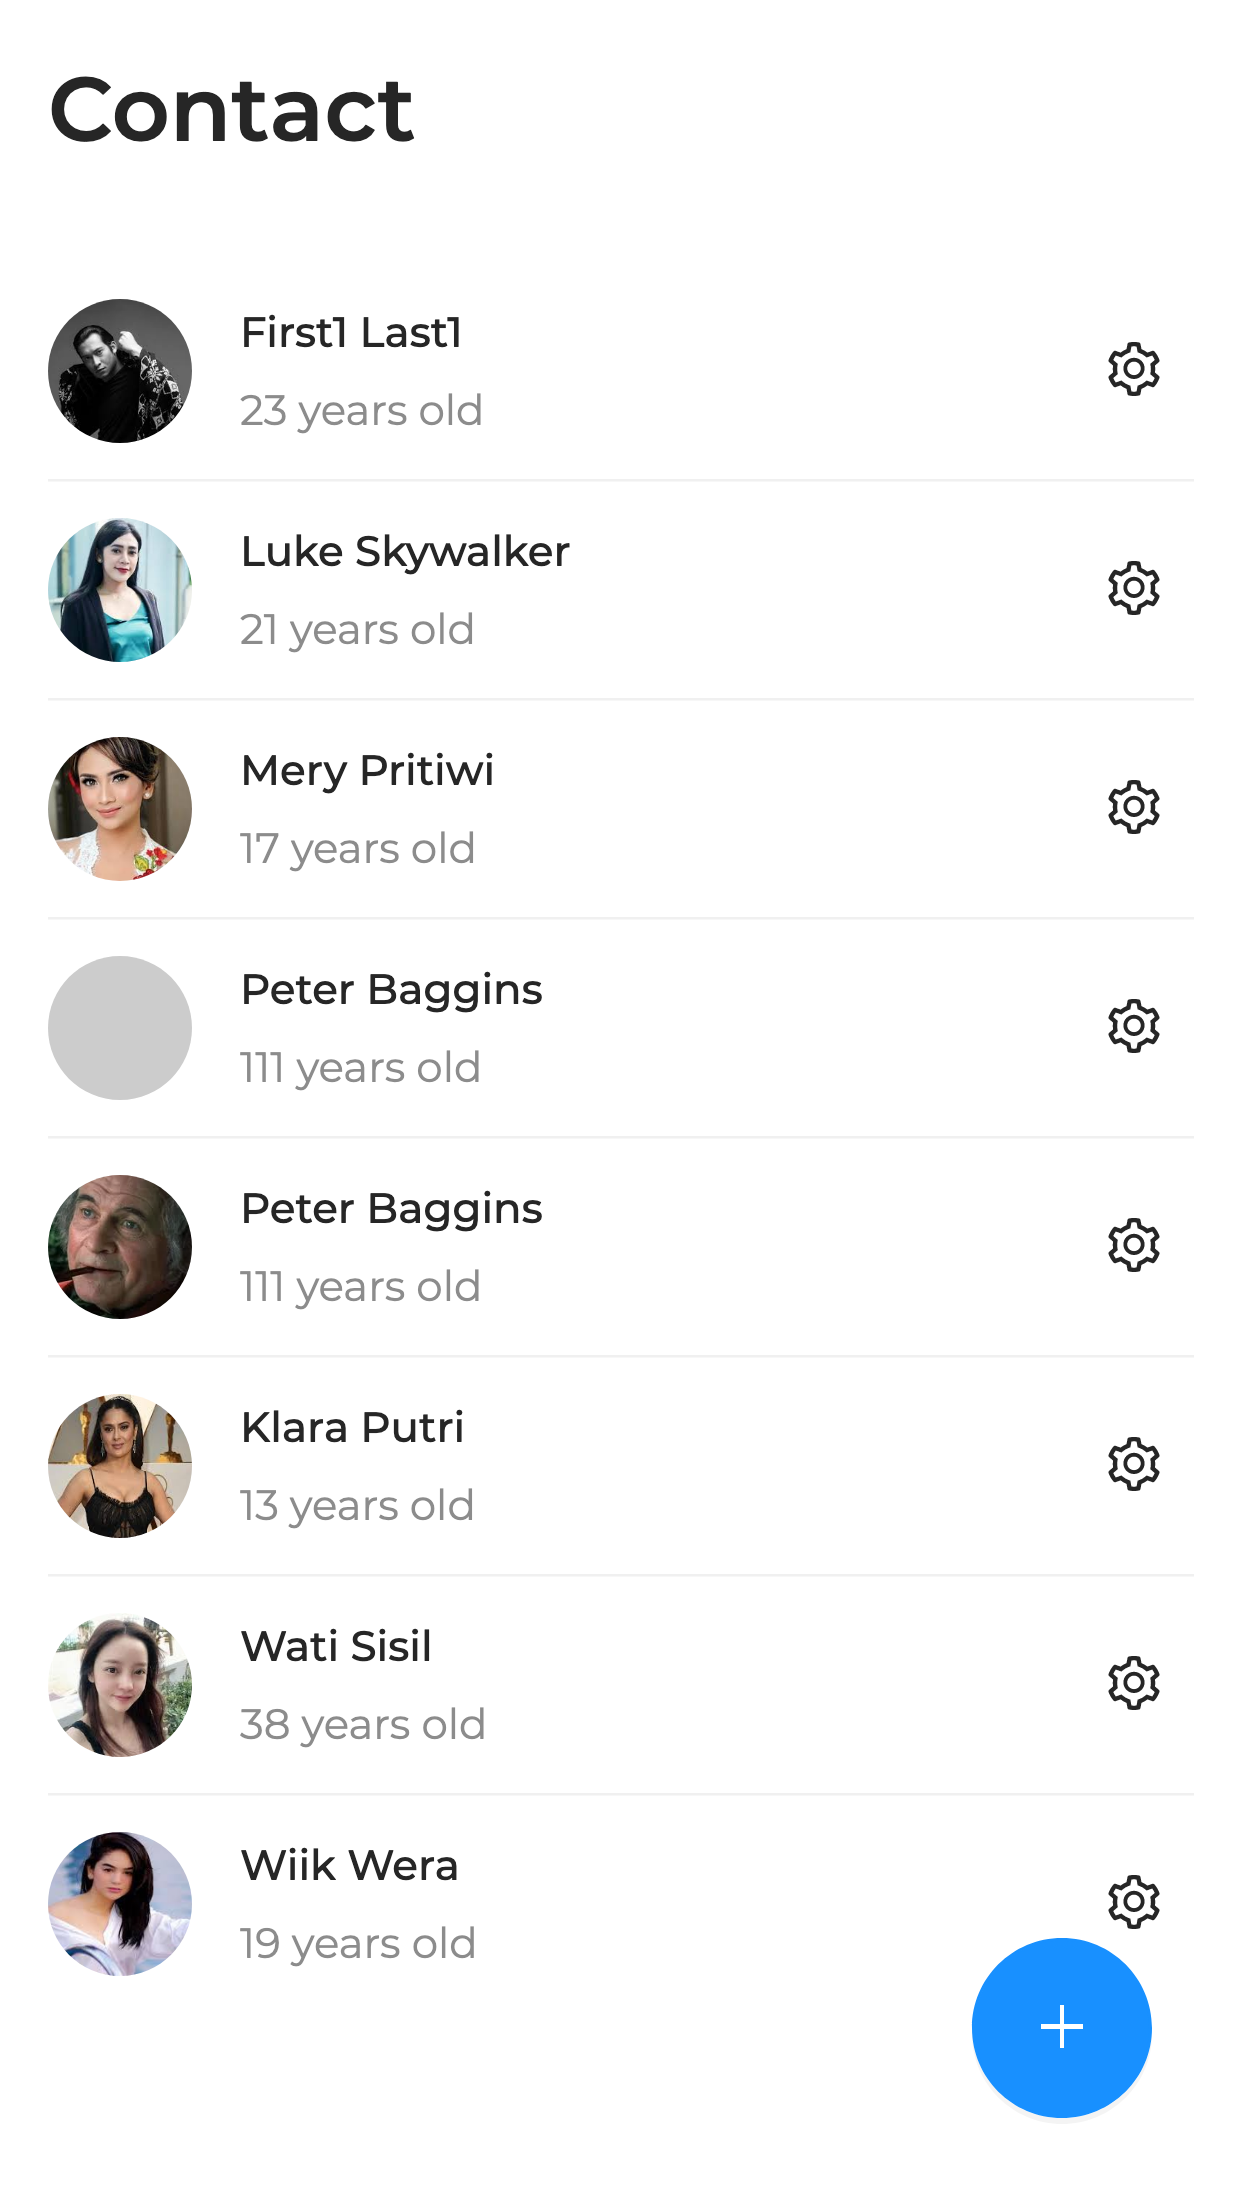 Contact
First1 Last1
23 years old
Luke Skywalker
21 years old
Mery Pritiwi
17 years old
Peter Baggins
111 years old
Peter Baggins
111 years old
Klara Putri
13 years old
Wati Sisil
38 years old
Wiik Wera
19 years old